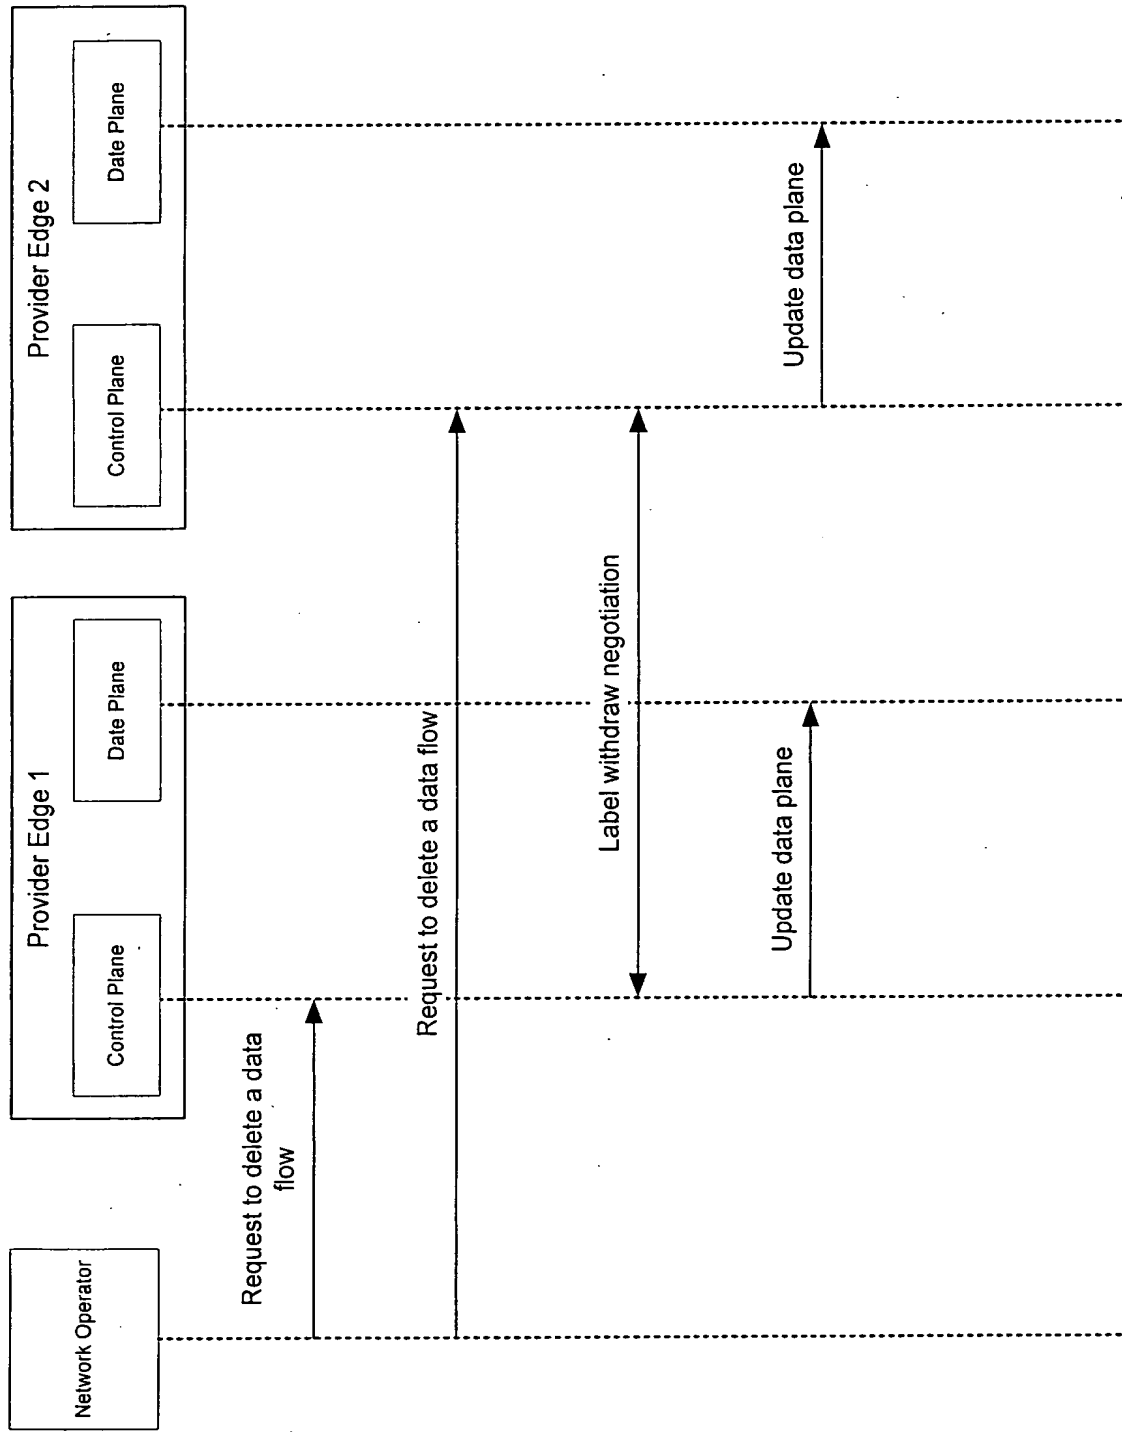 Network Operator
Provider Edge 1
Control Plane
Date Plane
Provider Edge 2
Control Plane
Date Plane
Request to delete a data
flow
Request to delete a data flow
Label withdraw negotiation
Update data plane
Update data plane